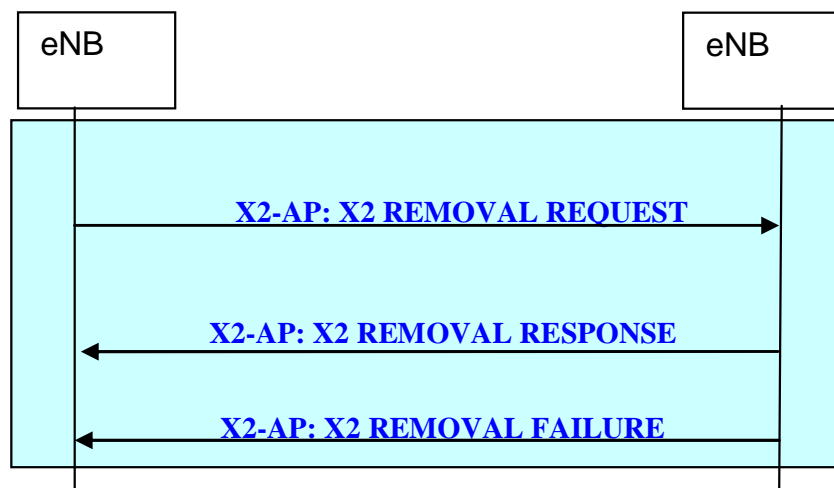 eNB
eNB
X2-AP: X2 REMOVAL REQUEST
X2-AP: X2 REMOVAL RESPONSE
X2-AP: X2 REMOVAL FAILURE